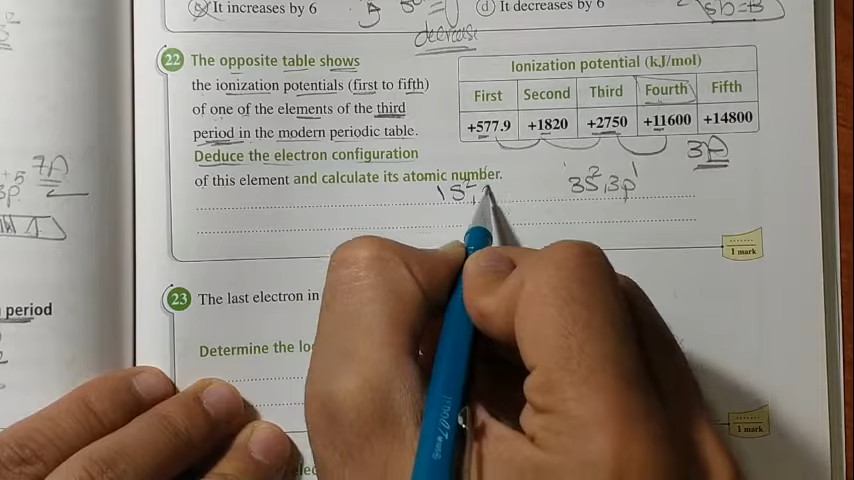 It increases by 6
d It decreases by 6
decrease
22 The opposite table shows
the ionization potentials (first to fifth)
of one of the elements of the third
period in the modern periodic table.
Deduce the electron configuration
of this element and calculate its atomic number.
Ionization potential (kJ/mol)
First Second Third Fourth Fifth
+577.9 +1820 +2750 +11600 +14800
3A
1S²
3S², 3p¹
7A
1 mark
period
23 The last electron in
Determine the lo
1 mark